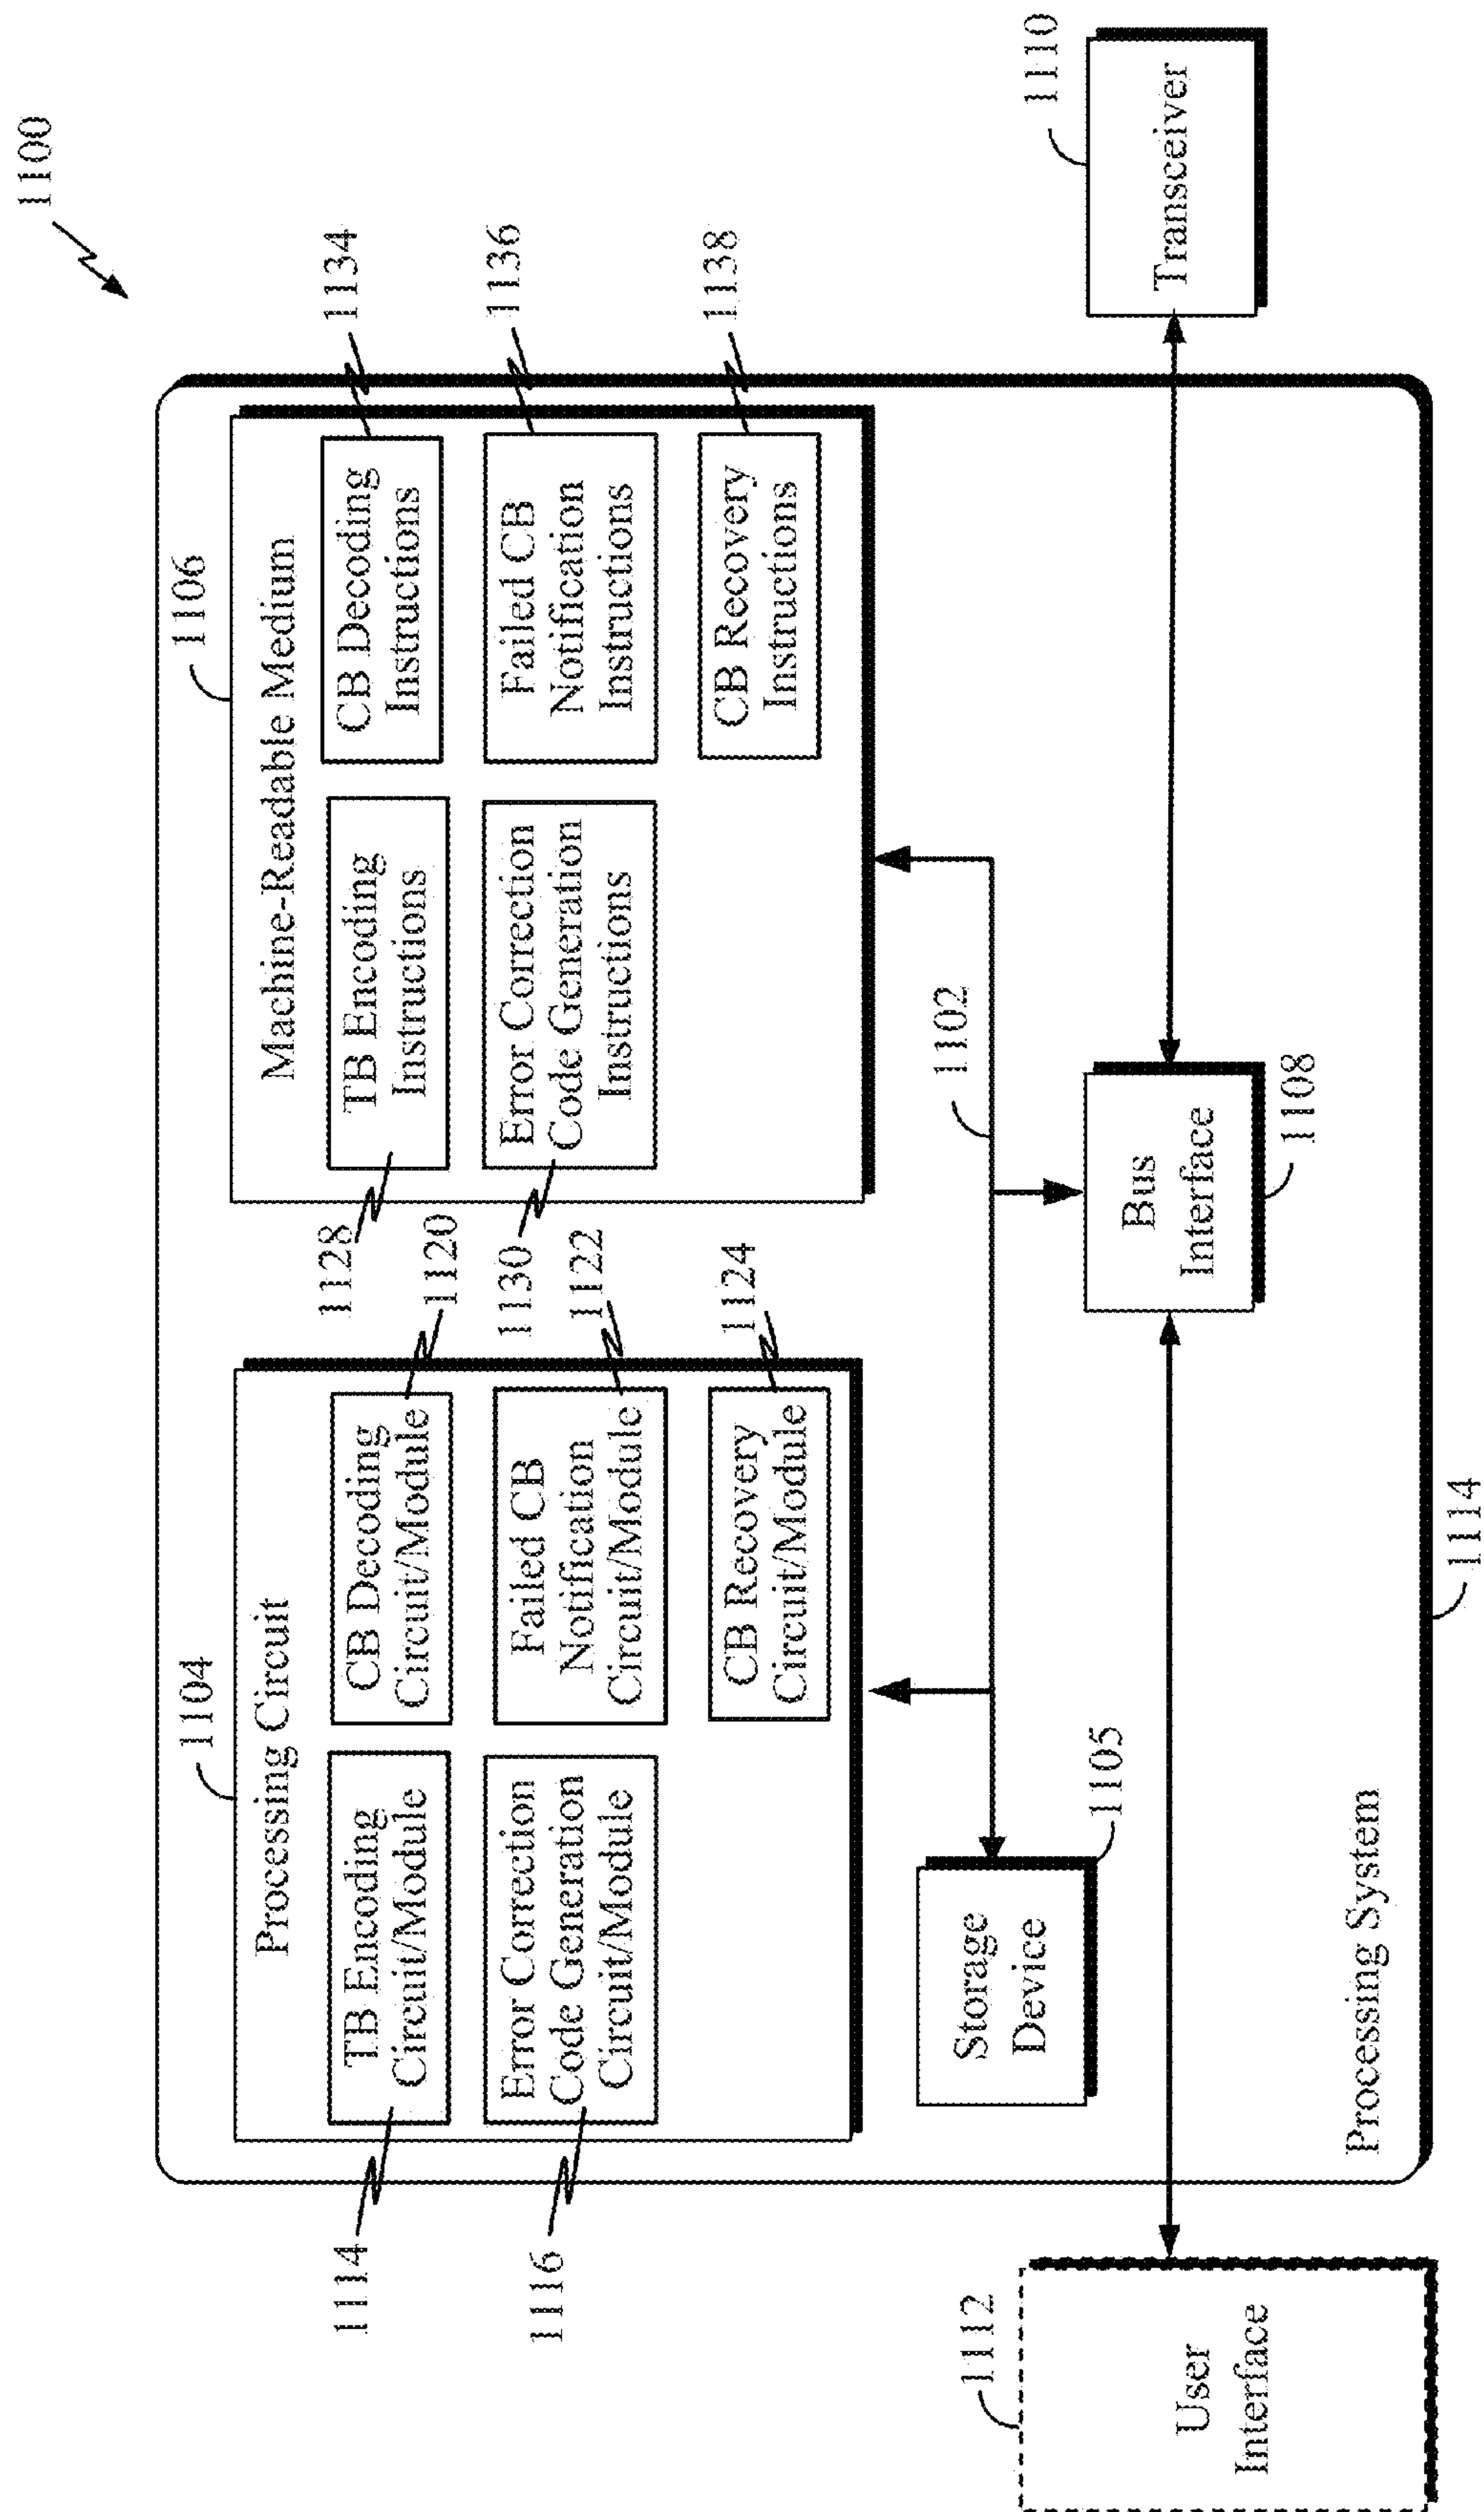 1100
1104
Processing Circuit
1114
TB Encoding
Circuit/Module
CB Decoding
Circuit/Module
1120
1116
Error Correction
Code Generation
Circuit/Module
Failed CB
Notification
Circuit/Module
1122
CB Recovery
Circuit/Module
1124
1106
Machine-Readable Medium
1128
TB Encoding
Instructions
CB Decoding
Instructions
1134
1130
Error Correction
Code Generation
Instructions
Failed CB
Notification
Instructions
1136
CB Recovery
Instructions
1138
1102
Storage
Device
1105
1112
User
Interface
Bus
Interface
1108
1110
Transceiver
Processing System
1114